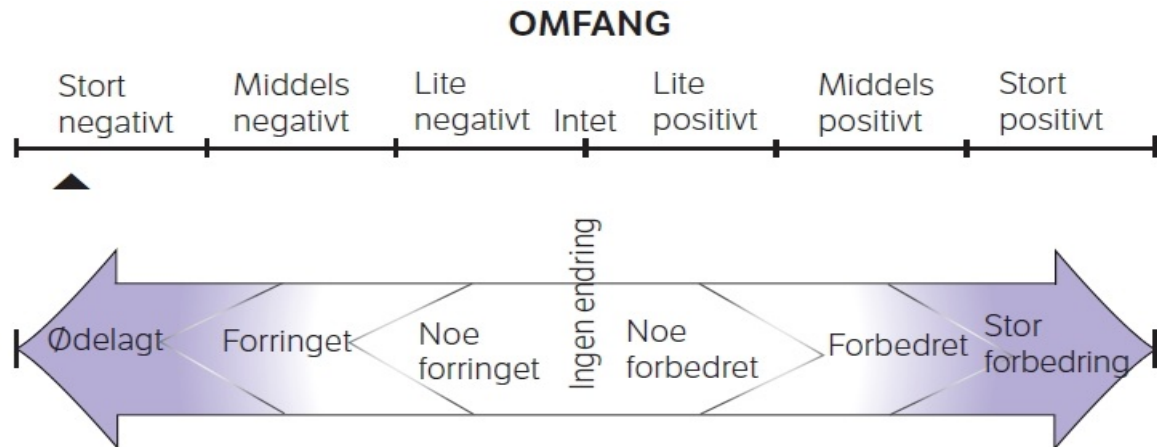 OMFANG
Stort
negativt
Middels
negativt
Lite
negativt
Intet
Lite
positivt
Middels
positivt
Stort
positivt
Ødelagt
Forringet
Noe
forringet
Ingen endring
Noe
forbedret
Forbedret
Stor
forbedring